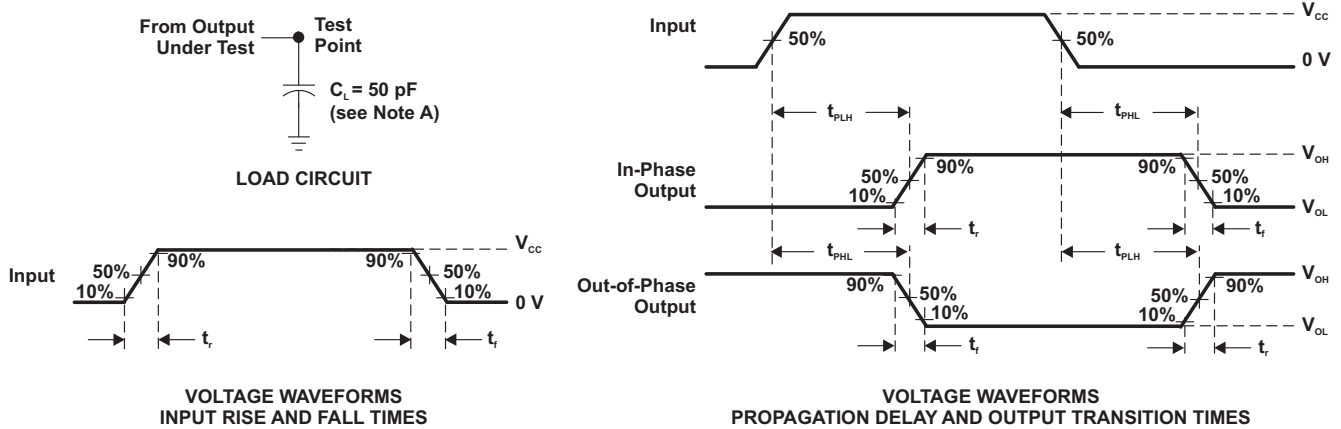 From Output
Under Test
Test
Point
C_L = 50 pF
(see Note A)
LOAD CIRCUIT
Input
V_CC
50%
50%
0 V
t_PLH
t_PHL
In-Phase
Output
V_OH
90%
90%
50%
50%
10%
10%
V_OL
t_r
t_f
t_PHL
t_PLH
Out-of-Phase
Output
V_OH
90%
90%
50%
50%
10%
10%
V_OL
t_f
t_r
Input
V_CC
90%
90%
50%
50%
10%
10%
0 V
t_r
t_f
VOLTAGE WAVEFORMS
INPUT RISE AND FALL TIMES
VOLTAGE WAVEFORMS
PROPAGATION DELAY AND OUTPUT TRANSITION TIMES